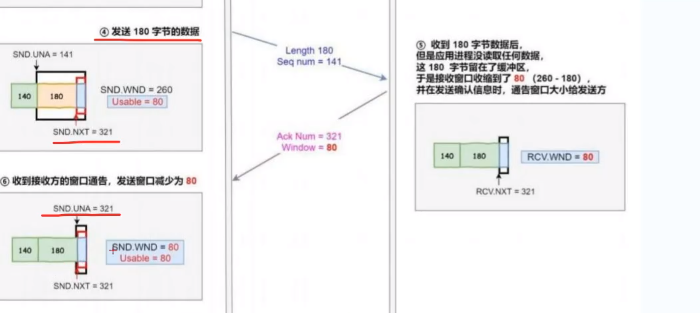 ④ 发送 180 字节的数据
SND.UNA = 141
140
180
SND.WND = 260
Usable = 80
SND.NXT = 321
Length 180
Seq num = 141
⑤ 收到 180 字节数据后,
但是应用进程没读取任何数据,
这 180 字节留在了缓冲区,
于是接收窗口收缩到了 80 (260 - 180) ,
并在发送确认信息时, 通告窗口大小给发送方
Ack Num = 321
Window = 80
140
180
RCV.WND = 80
RCV.NXT = 321
⑥ 收到接收方的窗口通告, 发送窗口减少为 80
SND.UNA = 321
140
180
SND.WND = 80
Usable = 80
SND.NXT = 321